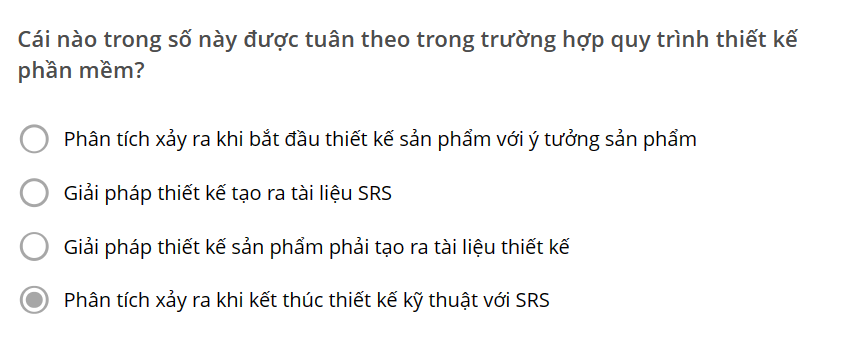 Cái nào trong số này được tuân theo trong trường hợp quy trình thiết kế
phần mềm?
Phân tích xảy ra khi bắt đầu thiết kế sản phẩm với ý tưởng sản phẩm
Giải pháp thiết kế tạo ra tài liệu SRS
Giải pháp thiết kế sản phẩm phải tạo ra tài liệu thiết kế
Phân tích xảy ra khi kết thúc thiết kế kỹ thuật với SRS